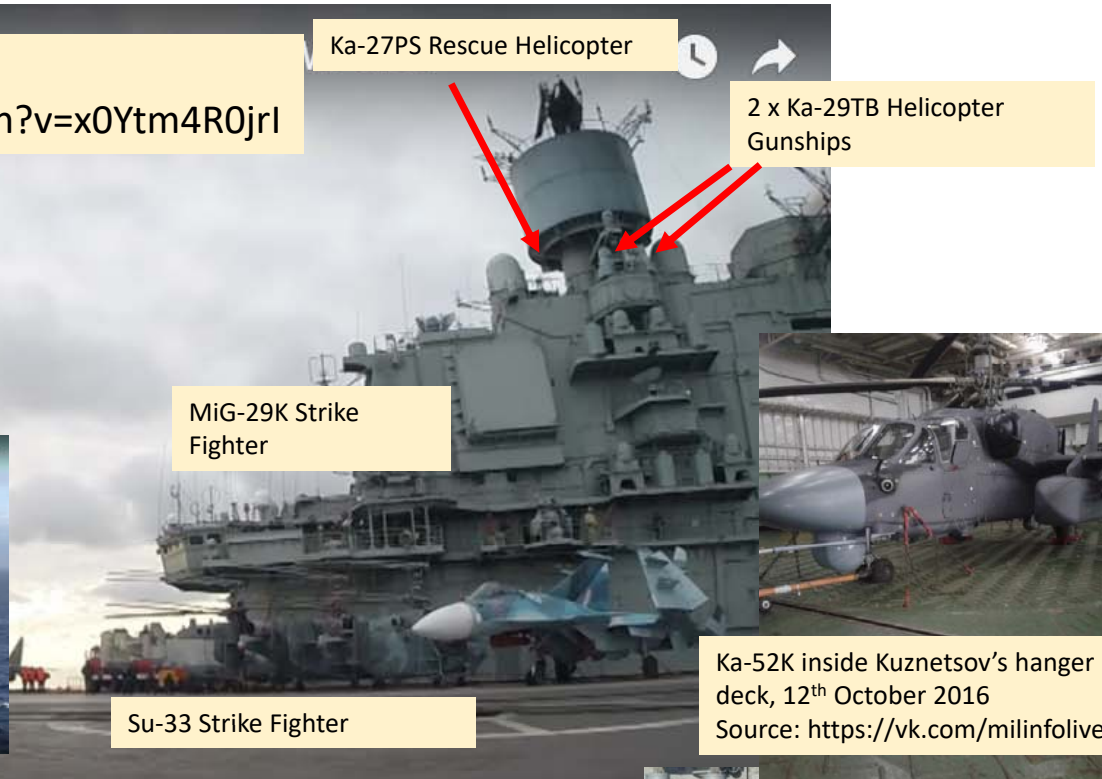 Ka-27PS Rescue Helicopter
n?v=x0Ytm4R0jrI
2 x Ka-29TB Helicopter
Gunships
MiG-29K Strike
Fighter
Su-33 Strike Fighter
Ka-52K inside Kuznetsov’s hanger
deck, 12th October 2016
Source: https://vk.com/milinfolive